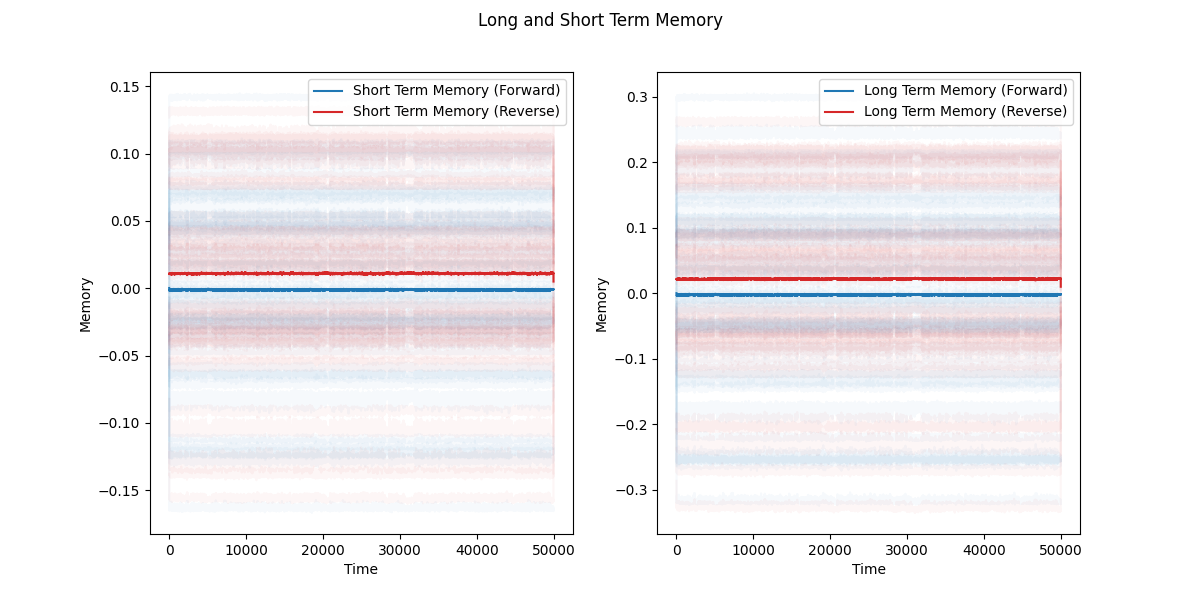 Long and Short Term Memory
Short Term Memory (Forward)
Short Term Memory (Reverse)
0.15
0.10
0.05
0.00
−0.05
−0.10
−0.15
Memory
0
10000
20000
30000
40000
50000
Time
Long Term Memory (Forward)
Long Term Memory (Reverse)
0.3
0.2
0.1
0.0
−0.1
−0.2
−0.3
Memory
0
10000
20000
30000
40000
50000
Time